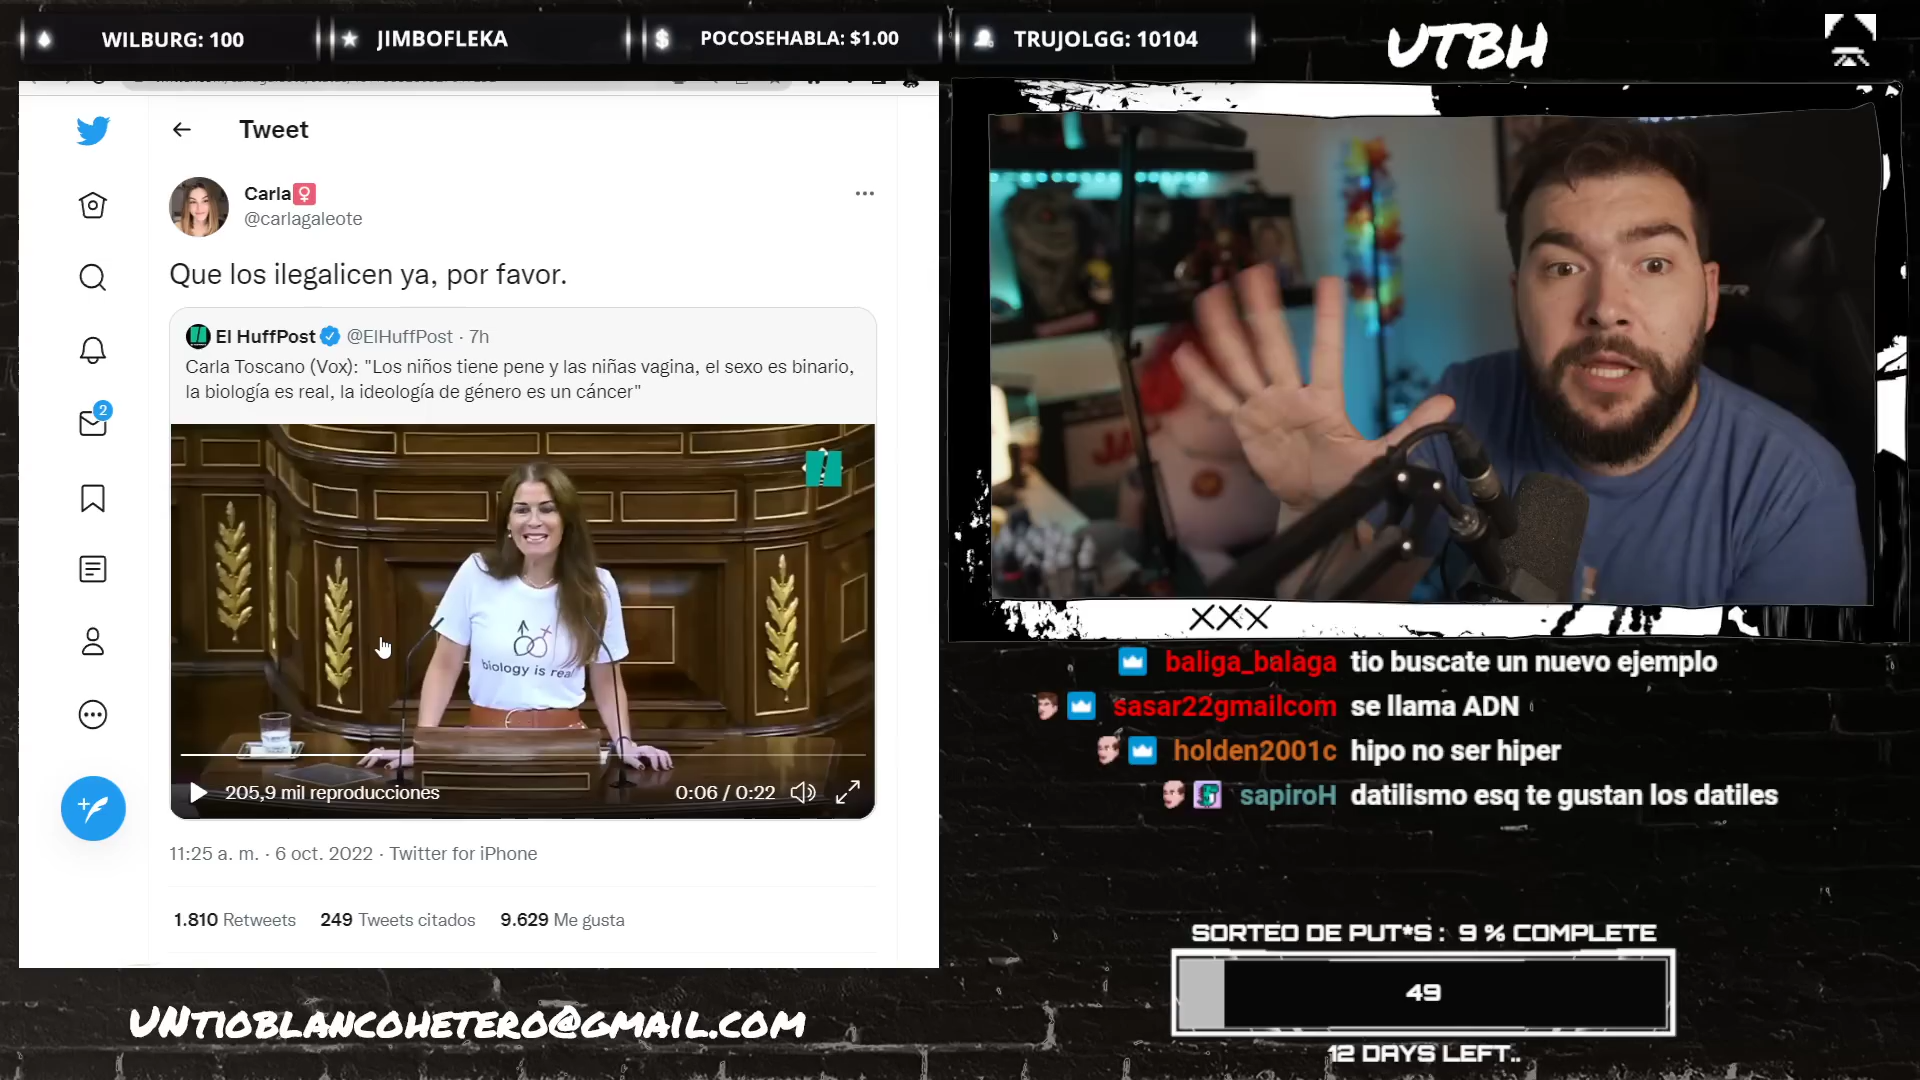 WILBURG: 100
JIMBOFLEKA
POCOSEHABLA: $1.00
TRUJOLGG: 10104
UTBH
Tweet
Carla
@carlagaleote
Que los ilegalicen ya, por favor.
El HuffPost @ElHuffPost · 7h
Carla Toscano (Vox): "Los niños tiene pene y las niñas vagina, el sexo es binario,
la biología es real, la ideología de género es un cáncer"
2
biology is real
205,9 mil reproducciones
0:06 / 0:22
11:25 a. m. · 6 oct. 2022 · Twitter for iPhone
1.810 Retweets 249 Tweets citados 9.629 Me gusta
UNTIOBLANCOHETERO@GMAIL.COM
XXX
baliga_balaga tio buscate un nuevo ejemplo
sasar22gmailcom se llama ADN
holden2001c hipo no ser hiper
sapiroH datilismo esq te gustan los datiles
SORTEO DE PUT*S : 9 % COMPLETE
49
12 DAYS LEFT..